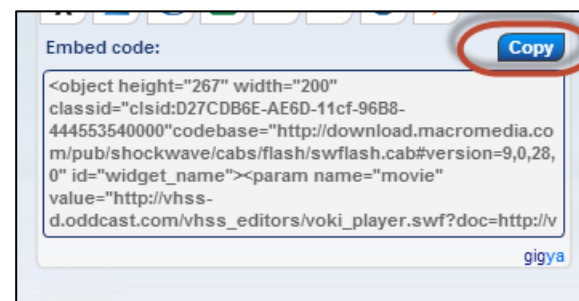 Embed code: Copy
<object height="267" width="200"
classid="clsid:D27CDB6E-AE6D-11cf-96B8-
444553540000"codebase="http://download.macromedia.co
m/pub/shockwave/cabs/flash/swflash.cab#version=9,0,28,
0" id="widget_name"><param name="movie"
value="http://vhss-
d.oddcast.com/vhss_editors/voki_player.swf?doc=http://v
gigya